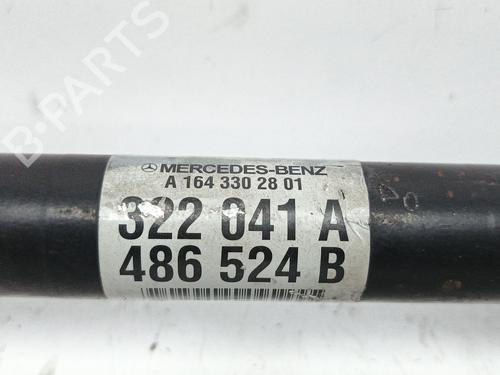 B-PARTS
MERCEDES-BENZ
A 164 330 28 01
322 041 A
486 524 B